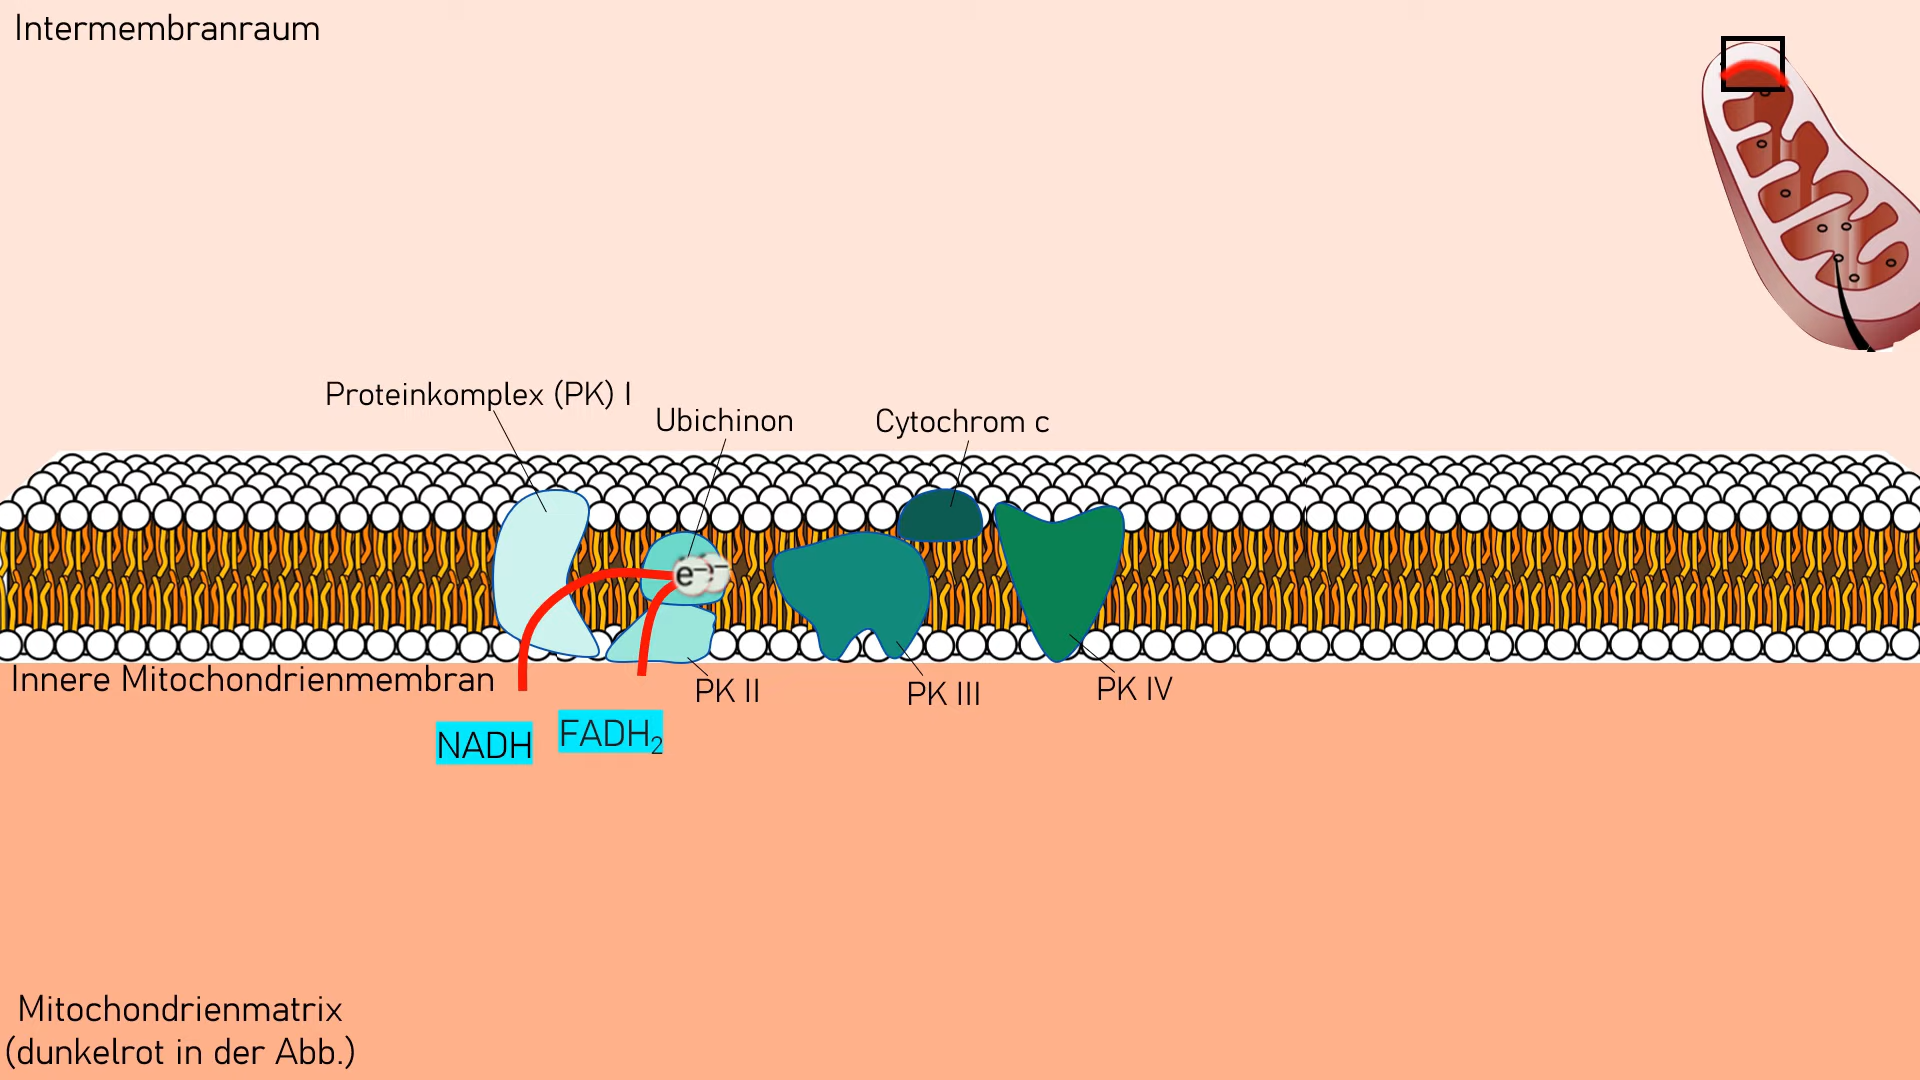 Intermembranraum
Proteinkomplex (PK) I
Ubichinon
Cytochrom c
e⁻
⁻
Innere Mitochondrienmembran
PK II
PK III
PK IV
NADH
FADH₂
Mitochondrienmatrix
(dunkelrot in der Abb.)